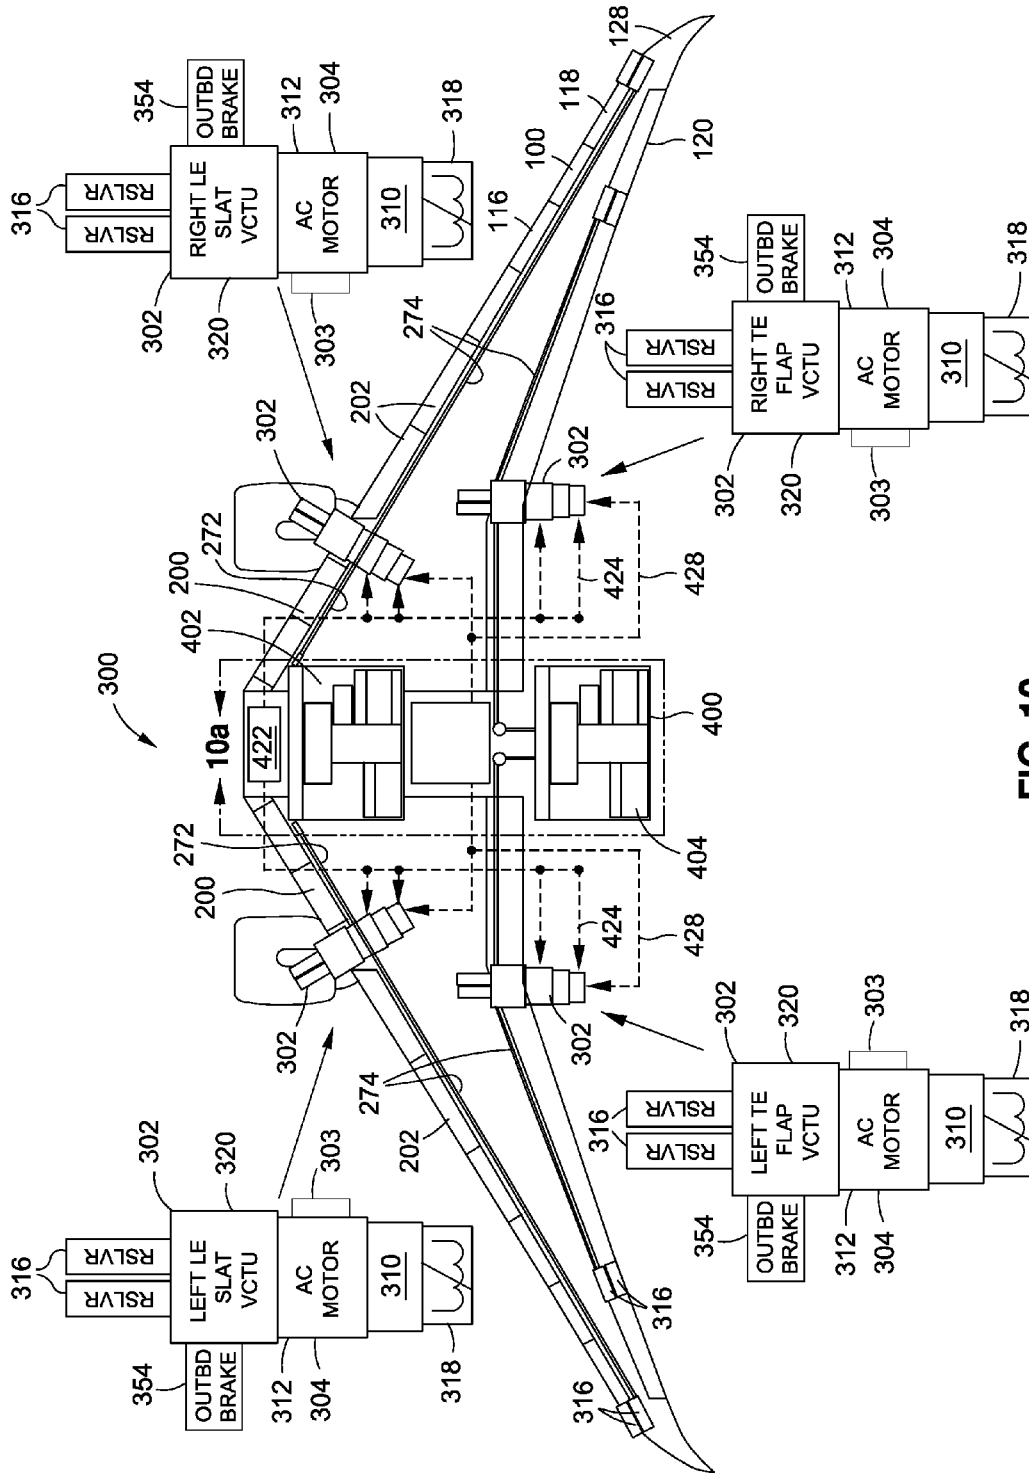 354
OUTBD
BRAKE
316
RSLVR
RSLVR
302
LEFT LE
SLAT
VCTU
320
312
304
AC
MOTOR
303
310
318
300
316
RSLVR
RSLVR
354
OUTBD
BRAKE
302
RIGHT LE
SLAT
VCTU
320
312
304
AC
MOTOR
303
310
318
10a
422
302
200
272
402
200
272
302
202
274
202
274
116
100
118
128
120
316
316
302
424
428
404
400
424
428
302
354
OUTBD
BRAKE
316
RSLVR
RSLVR
302
LEFT TE
FLAP
VCTU
320
312
304
AC
MOTOR
303
310
318
316
RSLVR
RSLVR
354
OUTBD
BRAKE
302
RIGHT TE
FLAP
VCTU
320
312
304
AC
MOTOR
303
310
318
FIG. 10